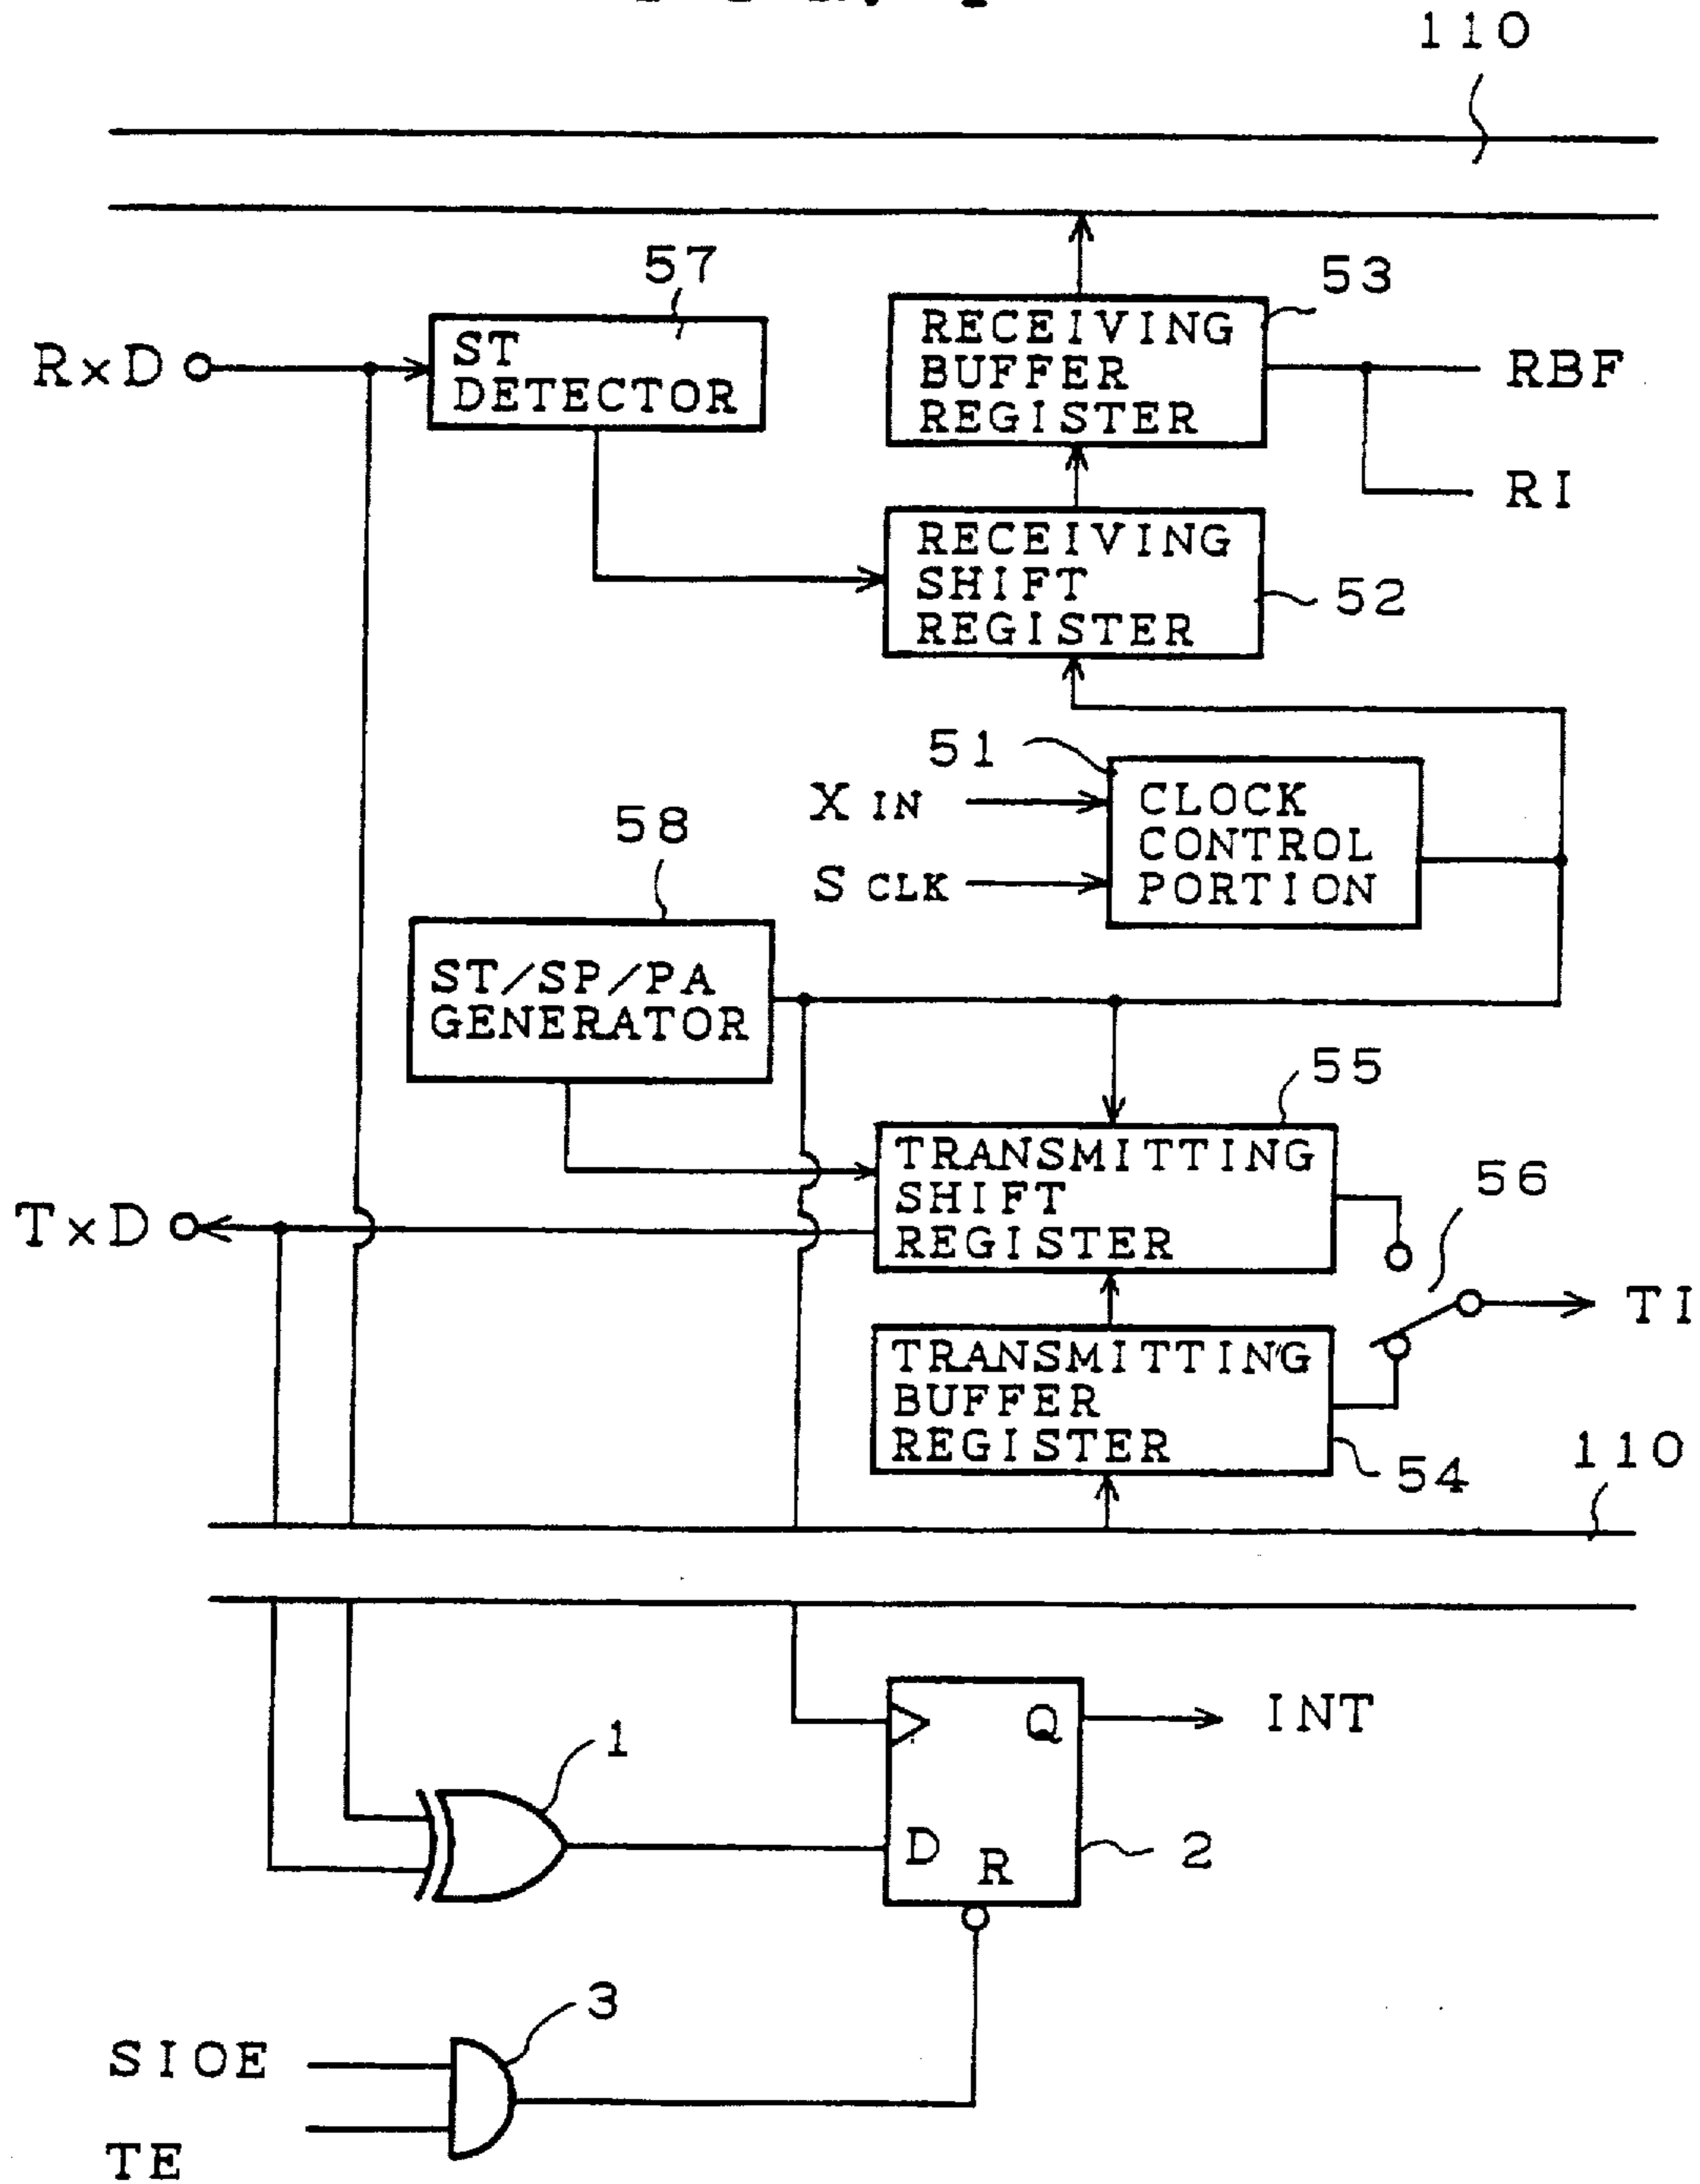 110
57
53
RxD
ST
DETECTOR
RECEIVING
BUFFER
REGISTER
RBF
RI
RECEIVING
SHIFT
REGISTER
52
51
X IN
S CLK
CLOCK
CONTROL
PORTION
58
ST/SP/PA
GENERATOR
55
TRANSMITTING
SHIFT
REGISTER
56
TxD
TI
TRANSMITTING
BUFFER
REGISTER
54
110
Q
INT
1
D
R
2
3
SIOE
TE